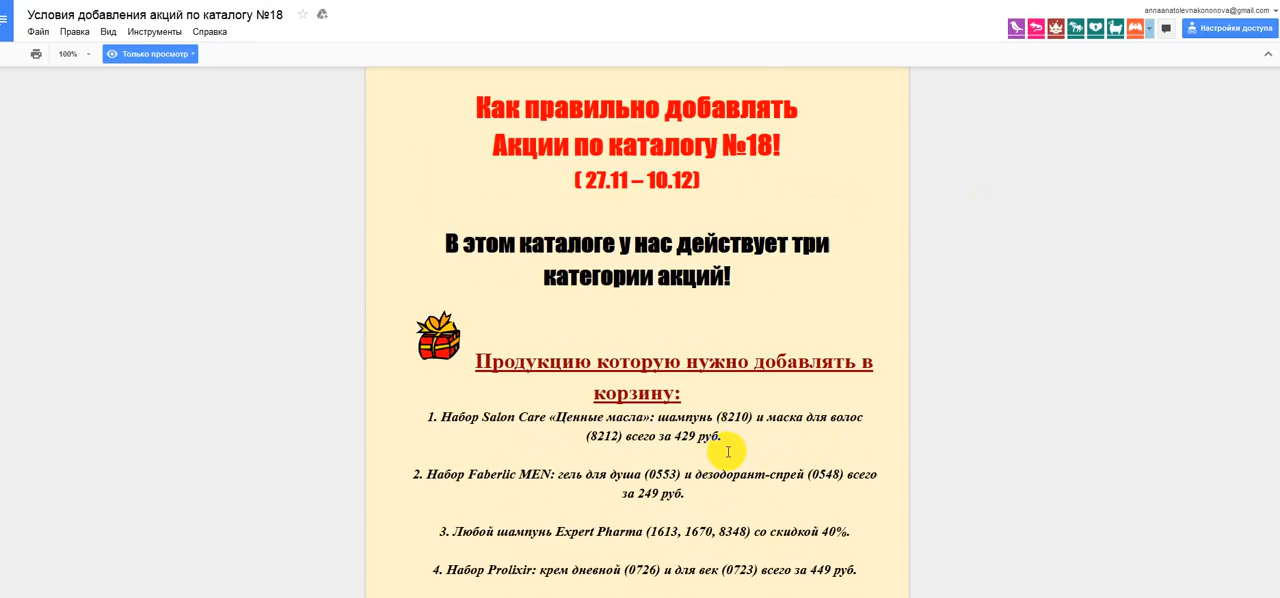 Условия добавления акций по каталогу №18
annaanatolevnakononova@gmail.com
Файл Правка Вид Инструменты Справка
Настройки доступа
100% Только просмотр
Как правильно добавлять
Акции по каталогу №18!
( 27.11 – 10.12)
В этом каталоге у нас действует три
категории акций!
Продукцию которую нужно добавлять в
корзину:
1. Набор Salon Care «Ценные масла»: шампунь (8210) и маска для волос
(8212) всего за 429 руб.
2. Набор Faberlic MEN: гель для душа (0553) и дезодорант-спрей (0548) всего
за 249 руб.
3. Любой шампунь Expert Pharma (1613, 1670, 8348) со скидкой 40%.
4. Набор Prolixir: крем дневной (0726) и для век (0723) всего за 449 руб.